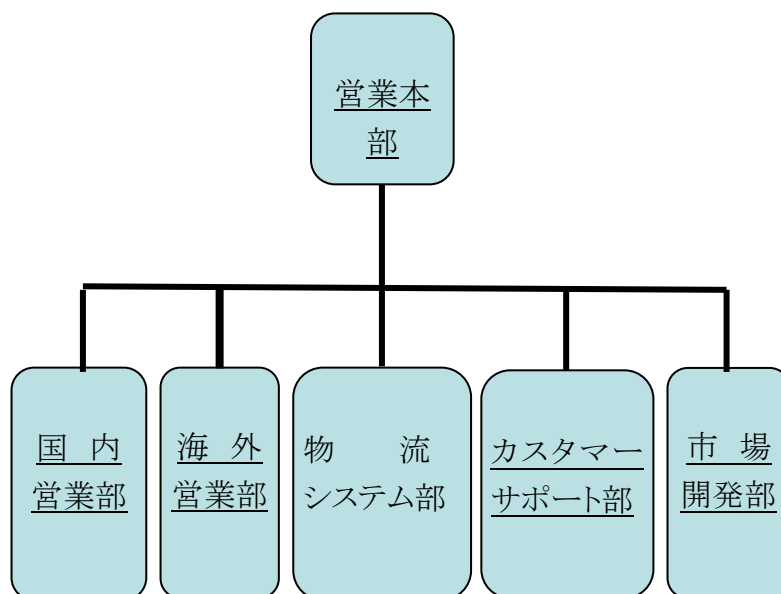 営業本
部
国 内
営業部
海 外
営業部
物 流
システム部
カスタマー
サポート部
市 場
開発部